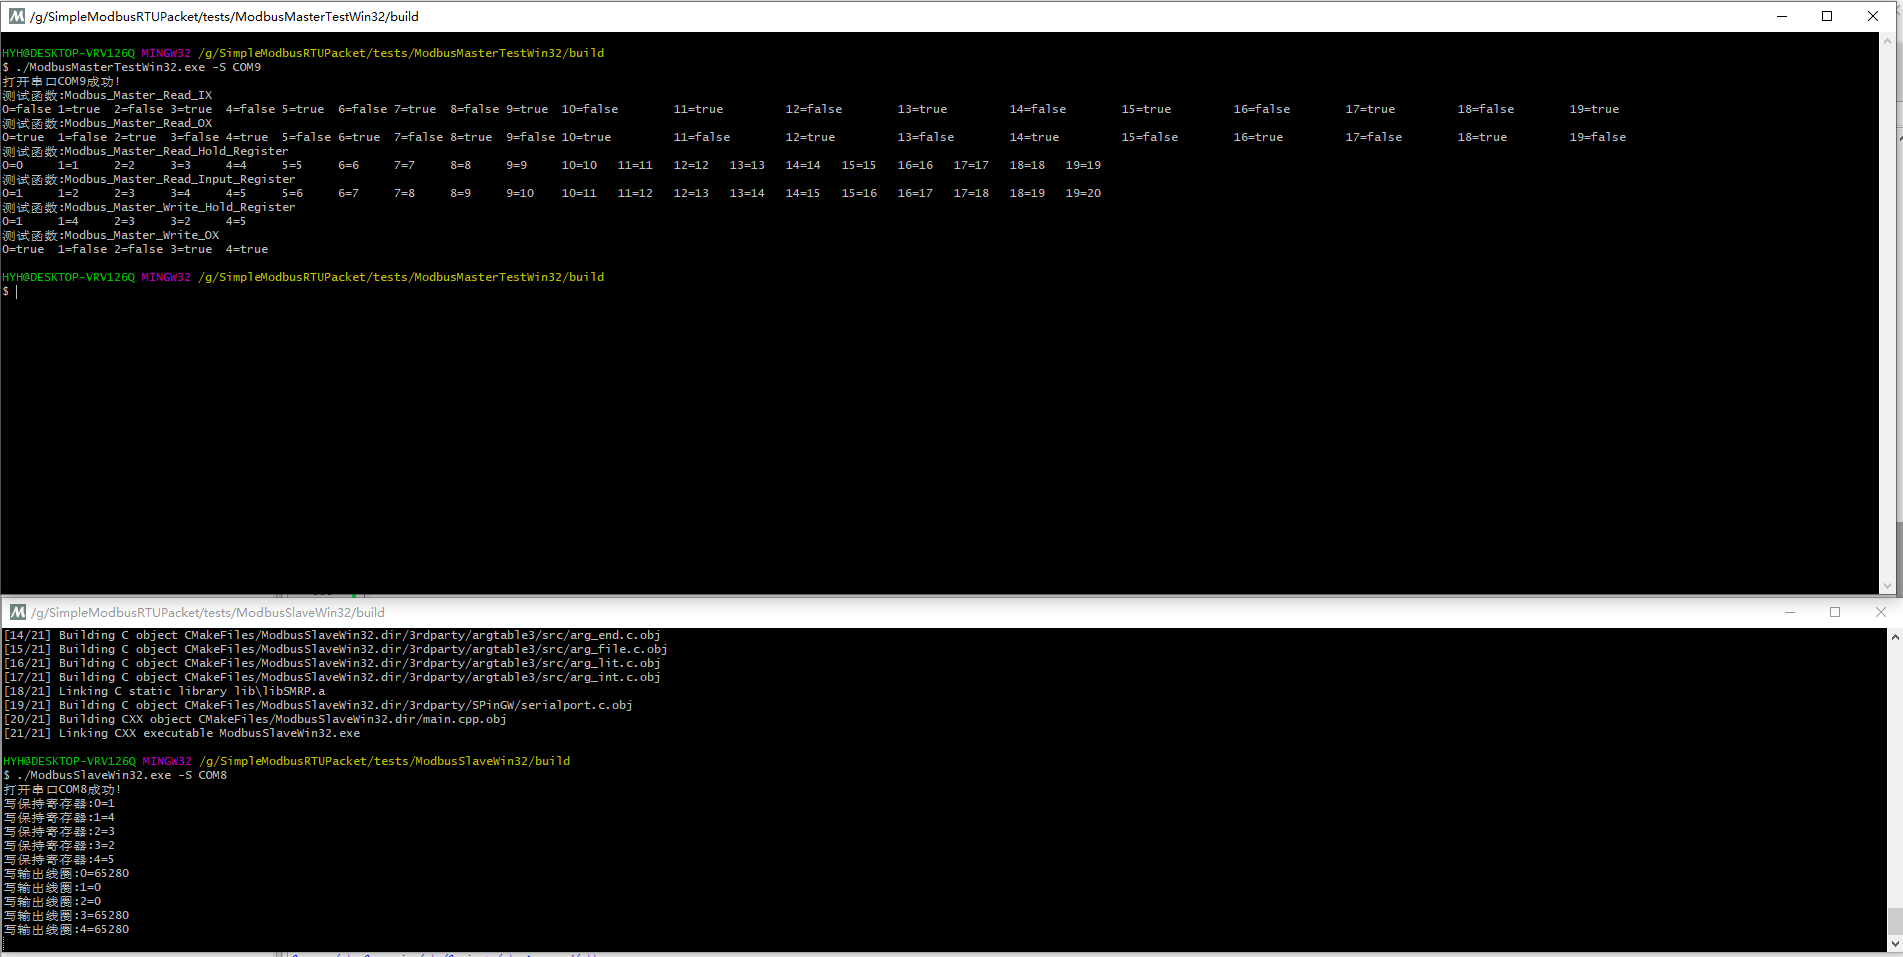 /g/SimpleModbusRTUPacket/tests/ModbusMasterTestWin32/build
HYH@DESKTOP-VRV126Q MINGW32 /g/SimpleModbusRTUPacket/tests/ModbusMasterTestWin32/build
$ ./ModbusMasterTestWin32.exe -S COM9
打开串口COM9成功!
测试函数:Modbus_Master_Read_IX
0=false 1=true 2=false 3=true 4=false 5=true 6=false 7=true 8=false 9=true 10=false 11=true 12=false 13=true 14=false 15=true 16=false 17=true 18=false 19=true
测试函数:Modbus_Master_Read_OX
0=true 1=false 2=true 3=false 4=true 5=false 6=true 7=false 8=true 9=false 10=true 11=false 12=true 13=false 14=true 15=false 16=true 17=false 18=true 19=false
测试函数:Modbus_Master_Read_Hold_Register
0=0 1=1 2=2 3=3 4=4 5=5 6=6 7=7 8=8 9=9 10=10 11=11 12=12 13=13 14=14 15=15 16=16 17=17 18=18 19=19
测试函数:Modbus_Master_Read_Input_Register
0=1 1=2 2=3 3=4 4=5 5=6 6=7 7=8 8=9 9=10 10=11 11=12 12=13 13=14 14=15 15=16 16=17 17=18 18=19 19=20
测试函数:Modbus_Master_Write_Hold_Register
0=1 1=4 2=3 3=2 4=5
测试函数:Modbus_Master_Write_OX
0=true 1=false 2=false 3=true 4=true
HYH@DESKTOP-VRV126Q MINGW32 /g/SimpleModbusRTUPacket/tests/ModbusMasterTestWin32/build
$
/g/SimpleModbusRTUPacket/tests/ModbusSlaveWin32/build
[14/21] Building C object CMakeFiles/ModbusSlaveWin32.dir/3rdparty/argtable3/src/arg_end.c.obj
[15/21] Building C object CMakeFiles/ModbusSlaveWin32.dir/3rdparty/argtable3/src/arg_file.c.obj
[16/21] Building C object CMakeFiles/ModbusSlaveWin32.dir/3rdparty/argtable3/src/arg_lit.c.obj
[17/21] Building C object CMakeFiles/ModbusSlaveWin32.dir/3rdparty/argtable3/src/arg_int.c.obj
[18/21] Linking C static library lib\libSMRP.a
[19/21] Building C object CMakeFiles/ModbusSlaveWin32.dir/3rdparty/SPinGW/serialport.c.obj
[20/21] Building CXX object CMakeFiles/ModbusSlaveWin32.dir/main.cpp.obj
[21/21] Linking CXX executable ModbusSlaveWin32.exe
HYH@DESKTOP-VRV126Q MINGW32 /g/SimpleModbusRTUPacket/tests/ModbusSlaveWin32/build
$ ./ModbusSlaveWin32.exe -S COM8
打开串口COM8成功!
写保持寄存器:0=1
写保持寄存器:1=4
写保持寄存器:2=3
写保持寄存器:3=2
写保持寄存器:4=5
写输出线圈:0=65280
写输出线圈:1=0
写输出线圈:2=0
写输出线圈:3=65280
写输出线圈:4=65280